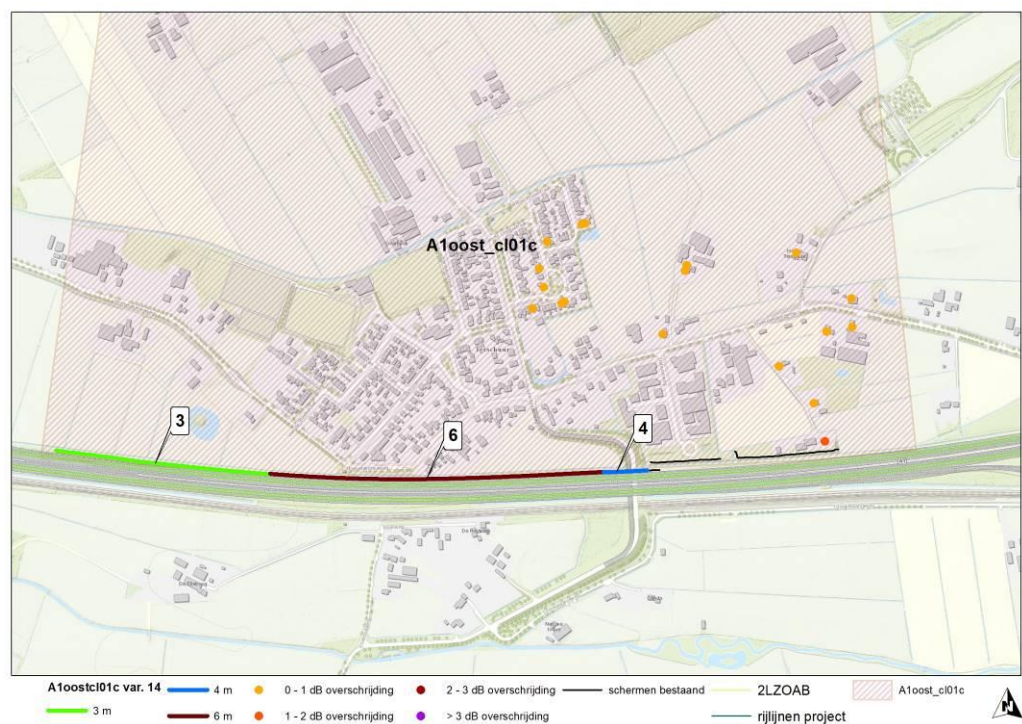 A1oost_cl01c
Terschuur
3
6
4
A1oostcl01c var. 14
3 m
4 m
6 m
0 - 1 dB overschrijding
1 - 2 dB overschrijding
2 - 3 dB overschrijding
> 3 dB overschrijding
schermen bestaand
2LZOAB
rijlijnen project
A1oost_cl01c
N